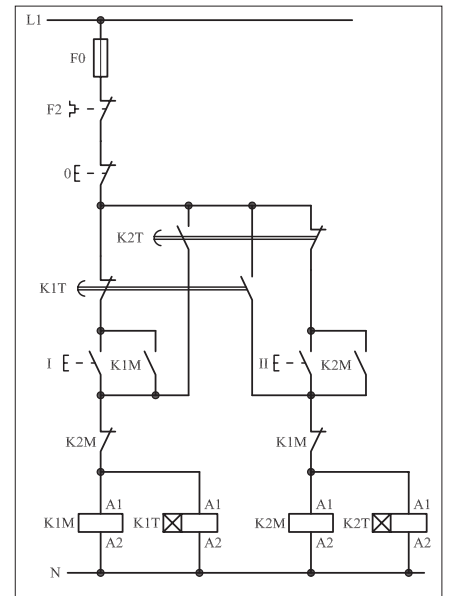 L1
F0
F2
0
K2T
K1T
I K1M II K2M
K2M K1M
A1 A1 A1 A1
K1M K1T K2M K2T
A2 A2 A2 A2
N